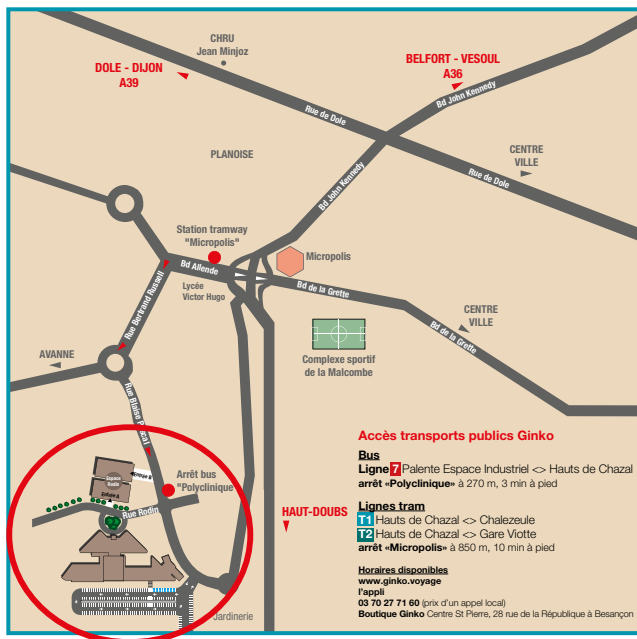 CHRU
Jean Minjoz
DOLE - DIJON
A39
BELFORT - VESOUL
A36
Bd John Kennedy
Rue de Dole
PLANOISE
CENTRE
VILLE
Rue de Dole
Bd John Kennedy
Station tramway
"Micropolis"
Micropolis
Bd Allende
Lycée
Victor Hugo
Bd de la Grette
Rue Bertrand Russell
CENTRE
VILLE
Bd de la Grette
AVANNE
Complexe sportif
de la Malcombe
Rue Blaise Pascal
Espace
Rodin
Entrée B
Entrée A
Arrêt bus
"Polyclinique"
Rue Rodin
HAUT-DOUBS
Jardinerie
Accès transports publics Ginko
Bus
Ligne 7 Palente Espace Industriel <> Hauts de Chazal
arrêt «Polyclinique» à 270 m, 3 min à pied
Lignes tram
T1 Hauts de Chazal <> Chalezeule
T2 Hauts de Chazal <> Gare Viotte
arrêt «Micropolis» à 850 m, 10 min à pied
Horaires disponibles
www.ginko.voyage
l'appli
03 70 27 71 60 (prix d'un appel local)
Boutique Ginko Centre St Pierre, 28 rue de la République à Besançon